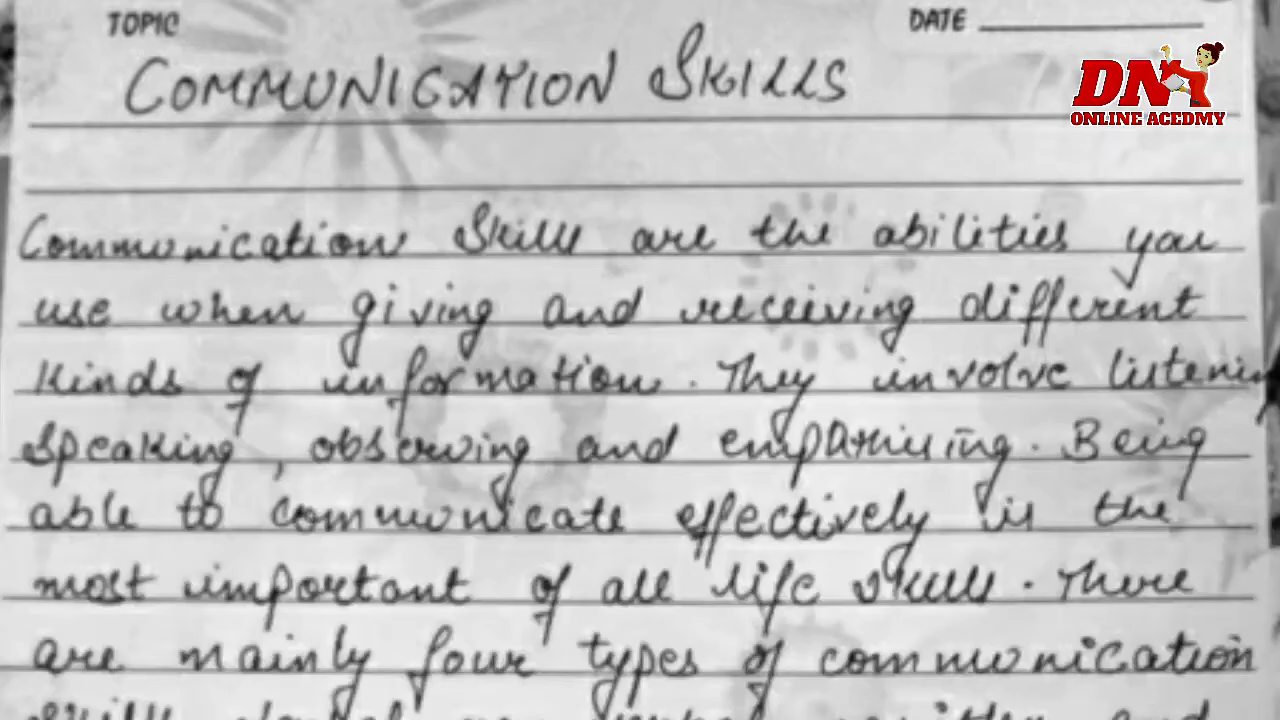 TOPIC
DATE
COMMUNICATION SKILLS
DN
ONLINE ACEDMY
Communication Skills are the abilities you
use when giving and receiving different
kinds of information. They involve listening
speaking, observing and empathising. Being
able to communicate effectively is the
most important of all life skills. There
are mainly four types of communication